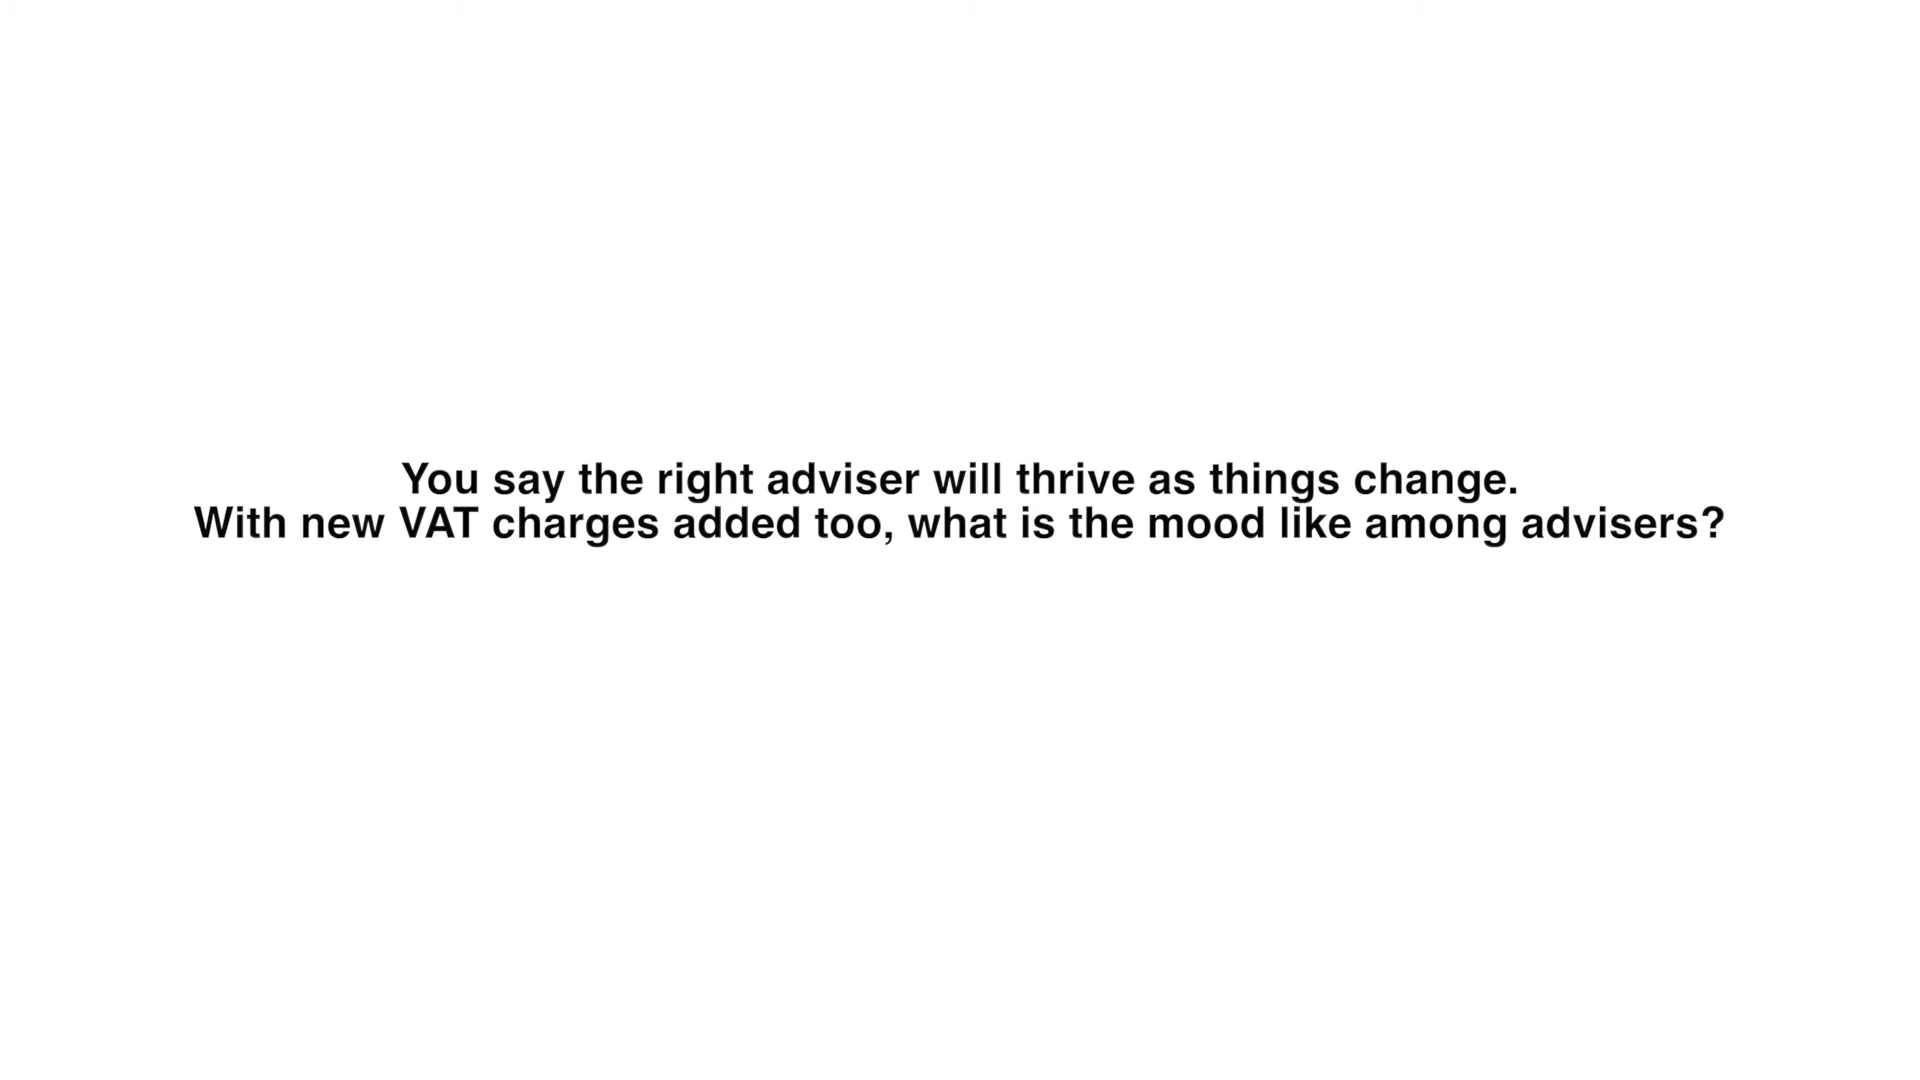 You say the right adviser will thrive as things change.
With new VAT charges added too, what is the mood like among advisers?